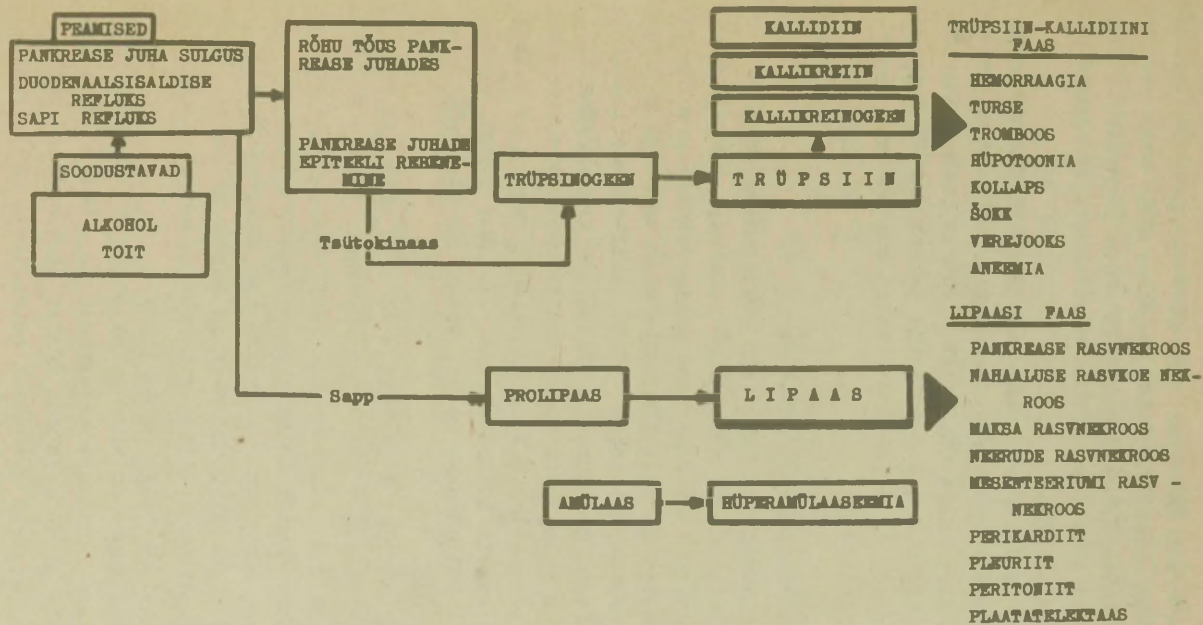 PEAMISED
PANKREASE JUHA SULGUS
DUODENAALSISALDISE
REFLUKS
SAPI REFLUKS
SOODUSTAVAD
ALKOHOL
TOIT
RÕHU TÕUS PANK-
REASE JUHADES
PANKREASE JUHADE
EPITEELI REBENE-
MINE
Tsütokinaas
TRÜPSINOGEEN
KALLIDIIN
KALLIKREIIN
KALLIKREINOGEEN
TRÜPSIIN
TRÜPSIIN-KALLIDIINI
FAAS
HEMORRAAGIA
TURSE
TROMBOOS
HÜPOTOONIA
KOLLAPS
ŠOKK
VEREJOOKS
ANEEMIA
Sapp
PROLIPAAS
LIPAAS
AMÜLAAS
HÜPERAMÜLAASEEMIA
LIPAASI FAAS
PANKREASE RASVNEKROOS
NAHAALUSE RASVKOE NEK-
ROOS
MAKSA RASVNEKROOS
NEERUDE RASVNEKROOS
MESENTEERIUMI RASV -
NEKROOS
PERIKARDIIT
PLEURIIT
PERITONIIT
PLAATATELEKTAAS